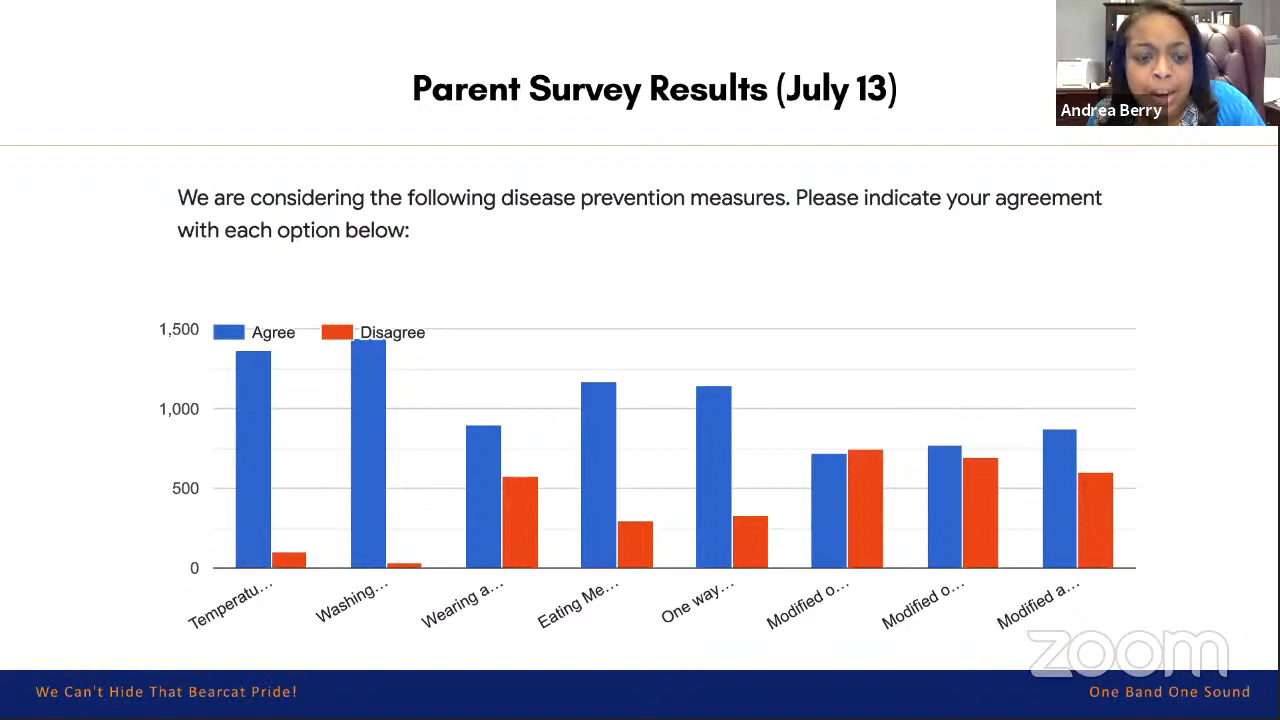 Parent Survey Results (July 13)
Andrea Berry
We are considering the following disease prevention measures. Please indicate your agreement
with each option below:
1,500
Agree
Disagree
1,000
500
0
Temperatu...
Washing...
Wearing a...
Eating Me...
One way...
Modified o...
Modified o...
Modified a...
zoom
We Can't Hide That Bearcat Pride!
One Band One Sound